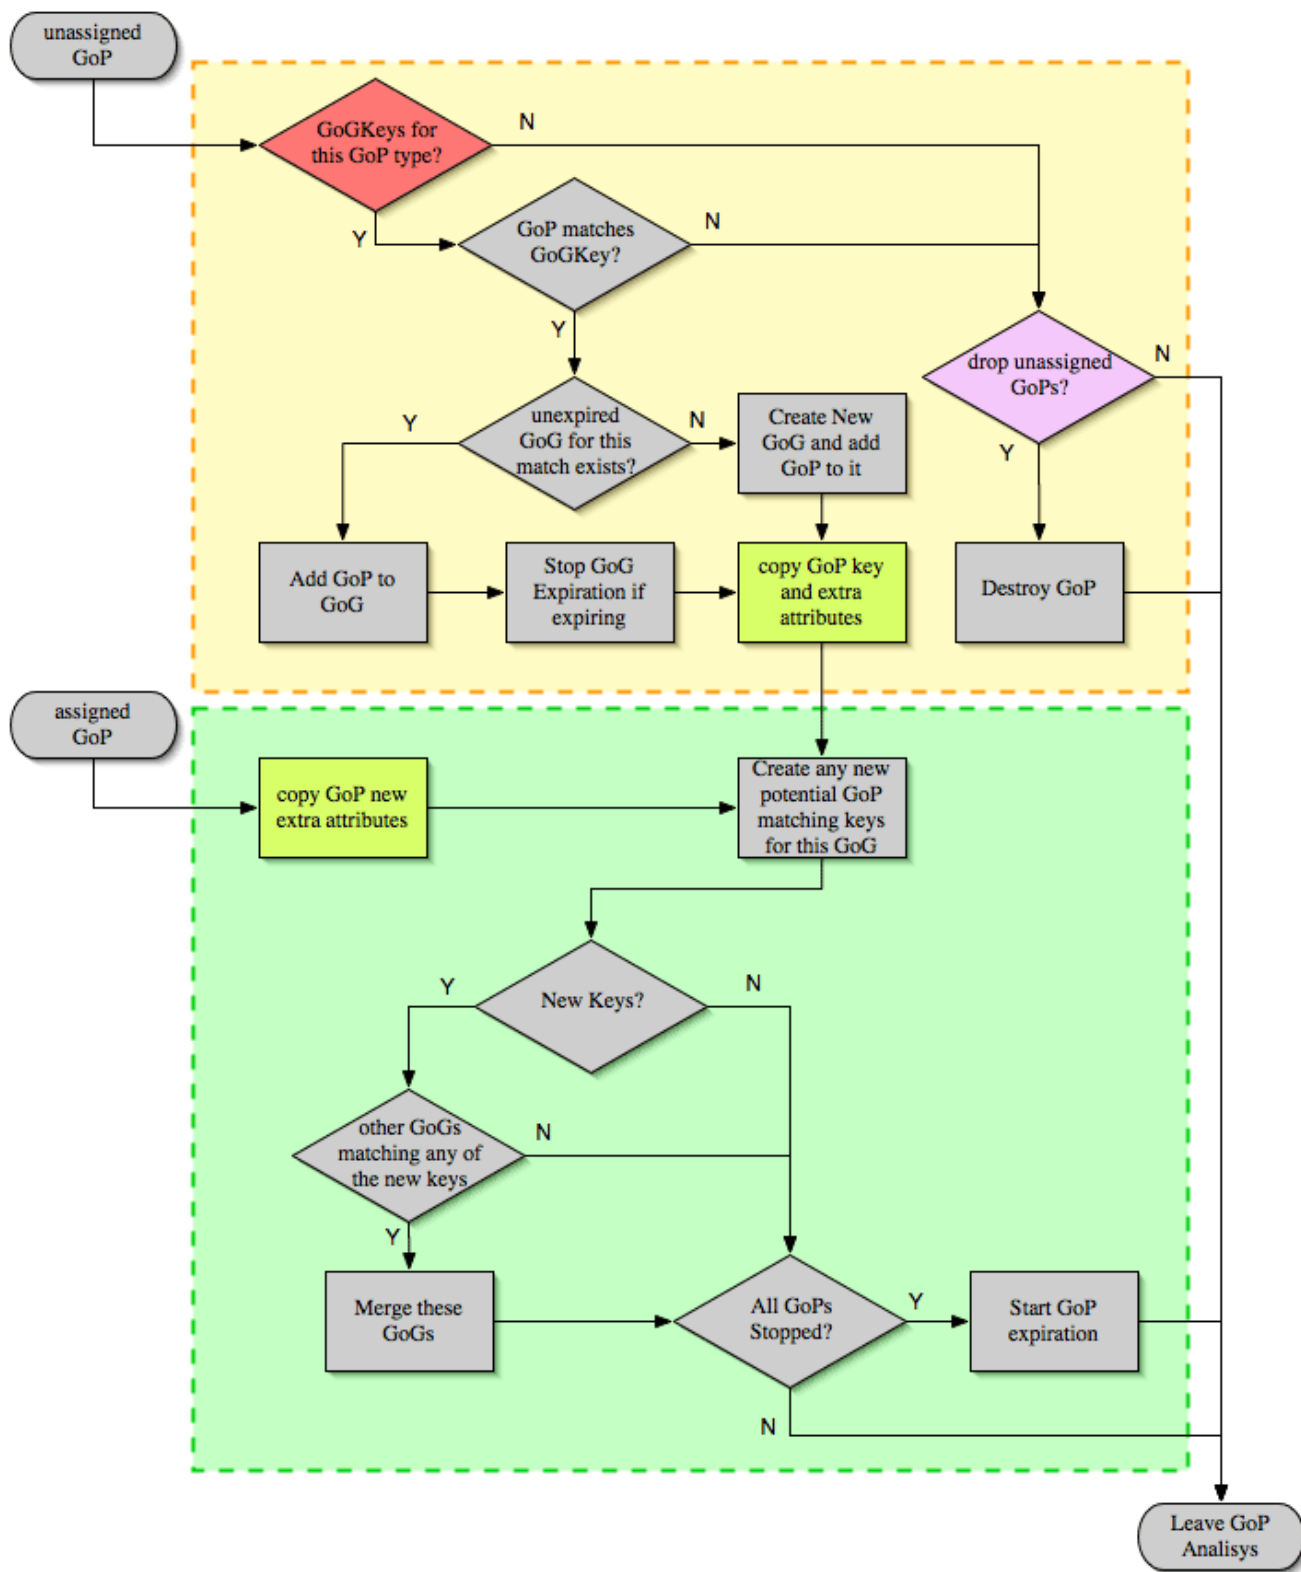 unassigned
GoP
GoGKeys for
this GoP type?
N
Y
GoP matches
GoGKey?
N
Y
drop unassigned
GoPs?
N
Y
unexpired
GoG for this
match exists?
Y
N
Create New
GoG and add
GoP to it
Add GoP to
GoG
Stop GoG
Expiration if
expiring
copy GoP key
and extra
attributes
Destroy GoP
assigned
GoP
copy GoP new
extra attributes
Create any new
potential GoP
matching keys
for this GoG
New Keys?
Y
N
other GoGs
matching any of
the new keys
N
Y
Merge these
GoGs
All GoPs
Stopped?
Y
N
Start GoP
expiration
Leave GoP
Analisys